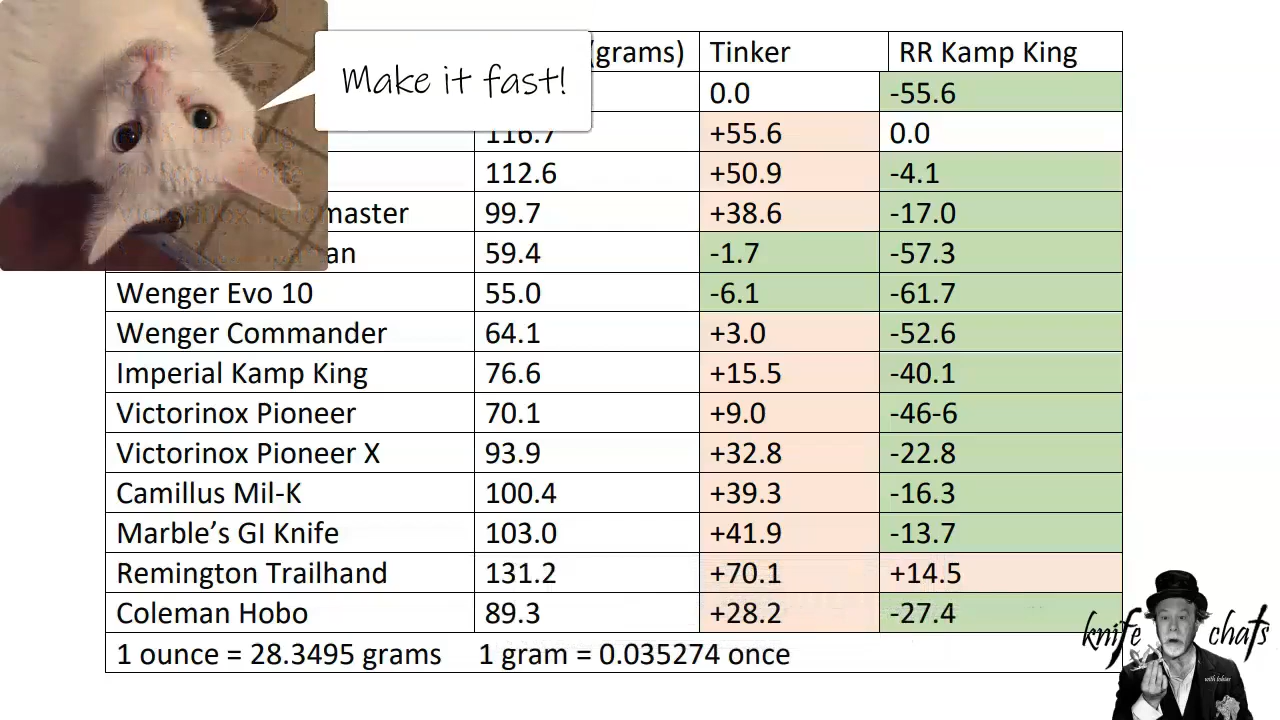 Make it fast!
(grams) Tinker RR Kamp King
0.0 -55.6
116.7 +55.6 0.0
112.6 +50.9 -4.1
master 99.7 +38.6 -17.0
an 59.4 -1.7 -57.3
Wenger Evo 10 55.0 -6.1 -61.7
Wenger Commander 64.1 +3.0 -52.6
Imperial Kamp King 76.6 +15.5 -40.1
Victorinox Pioneer 70.1 +9.0 -46-6
Victorinox Pioneer X 93.9 +32.8 -22.8
Camillus Mil-K 100.4 +39.3 -16.3
Marble’s GI Knife 103.0 +41.9 -13.7
Remington Trailhand 131.2 +70.1 +14.5
Coleman Hobo 89.3 +28.2 -27.4
1 ounce = 28.3495 grams 1 gram = 0.035274 once
knife chats
with tobias